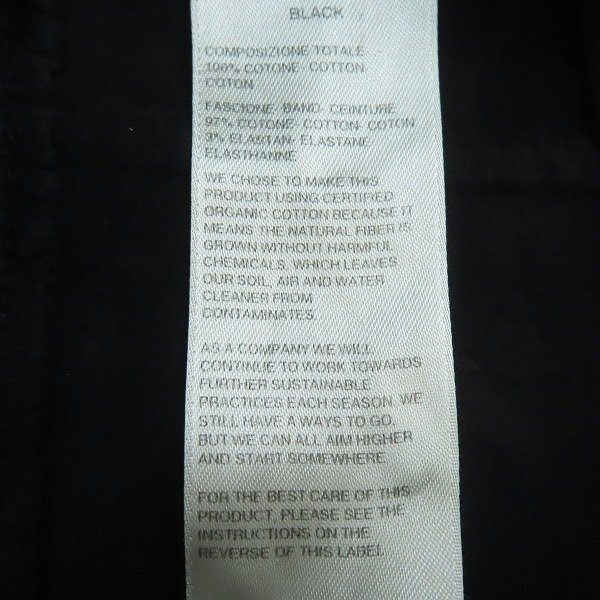 BLACK
COMPOSIZIONE TOTALE-
100% COTONE- COTTON-
COTON
FASCIONE- BAND- CEINTURE
97% COTONE- COTTON- COTON
3% ELASTAN- ELASTANE-
ELASTHANNE
WE CHOSE TO MAKE THIS
PRODUCT USING CERTIFIED
ORGANIC COTTON BECAUSE IT
MEANS THE NATURAL FIBER IS
GROWN WITHOUT HARMFUL
CHEMICALS, WHICH LEAVES
OUR SOIL, AIR AND WATER
CLEANER FROM
CONTAMINATES.
AS A COMPANY WE WILL
CONTINUE TO WORK TOWARDS
FURTHER SUSTAINABLE
PRACTICES EACH SEASON. WE
STILL HAVE A WAYS TO GO,
BUT WE CAN ALL AIM HIGHER
AND START SOMEWHERE.
FOR THE BEST CARE OF THIS
PRODUCT, PLEASE SEE THE
INSTRUCTIONS ON THE
REVERSE OF THIS LABEL